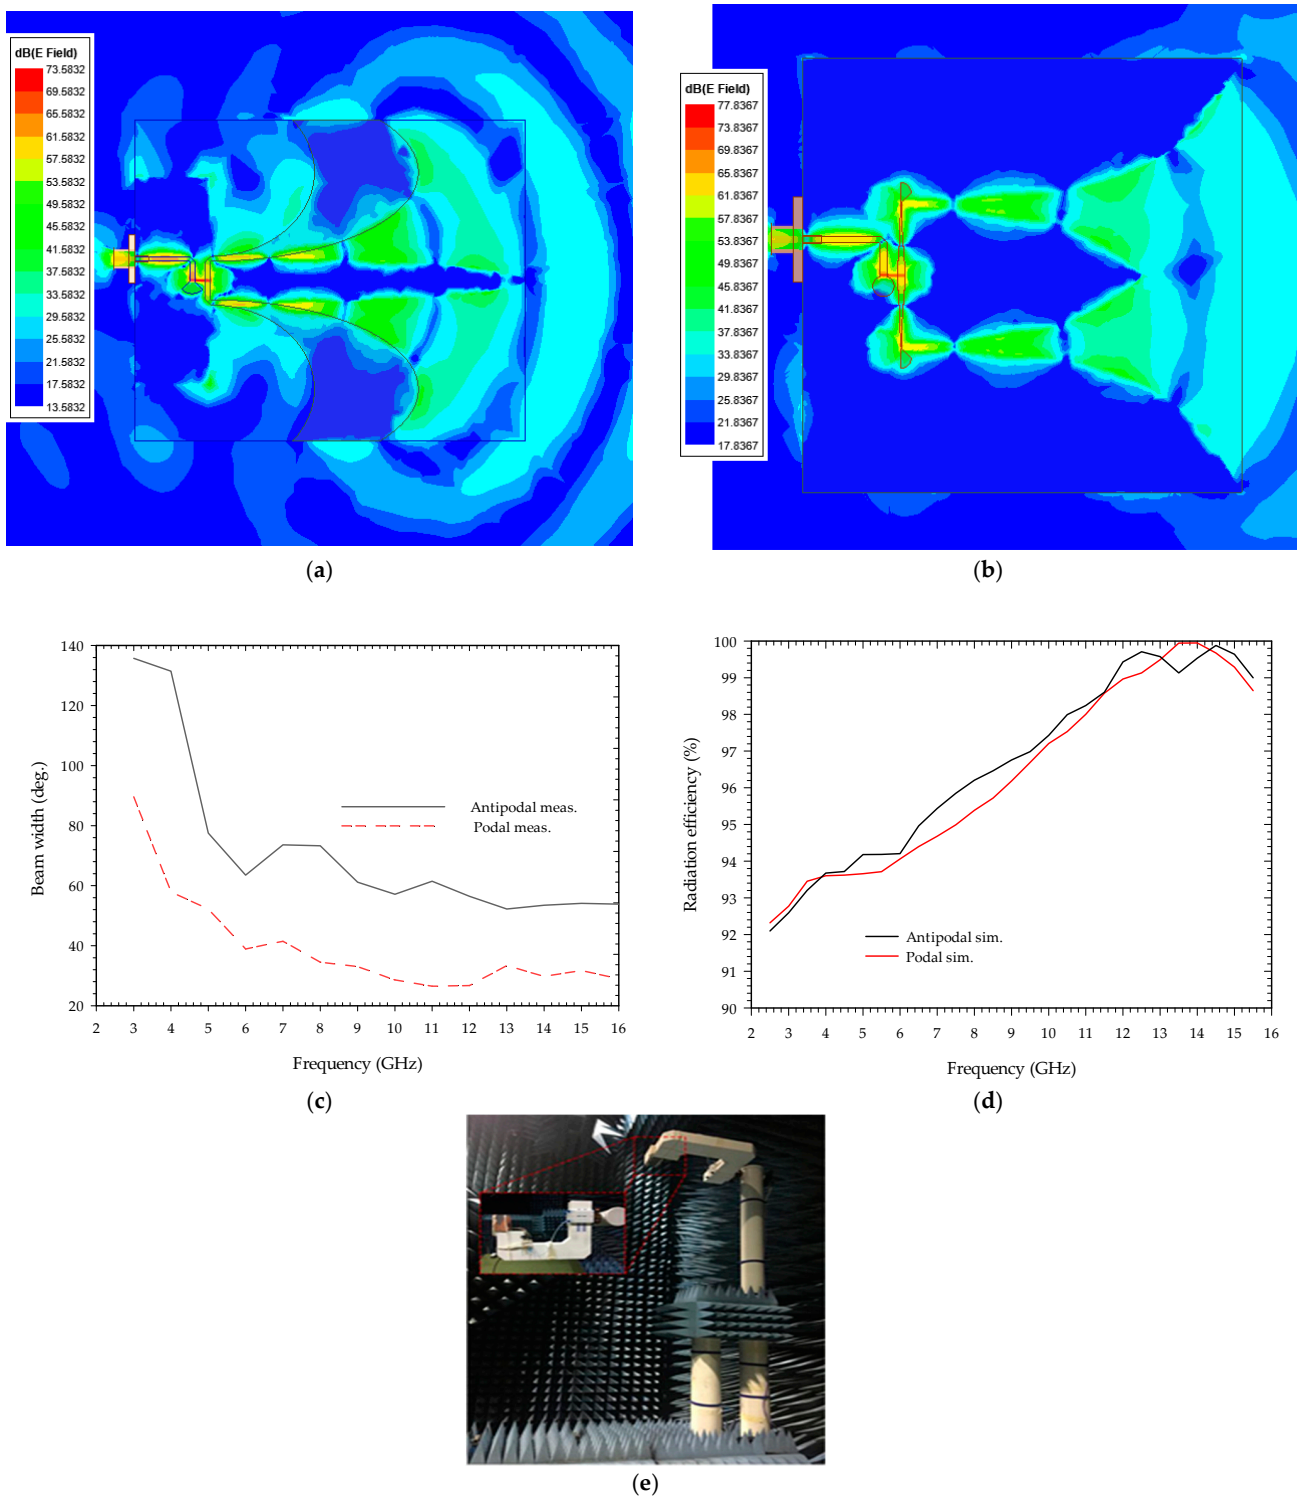 dB(E Field)
73.5832
69.5832
65.5832
61.5832
57.5832
53.5832
49.5832
45.5832
41.5832
37.5832
33.5832
29.5832
25.5832
21.5832
17.5832
13.5832
(a)
dB(E Field)
77.8367
73.8367
69.8367
65.8367
61.8367
57.8367
53.8367
49.8367
45.8367
41.8367
37.8367
33.8367
29.8367
25.8367
21.8367
17.8367
(b)
140
120
100
80
60
40
20
Beam width (deg.)
Antipodal meas.
Podal meas.
2 3 4 5 6 7 8 9 10 11 12 13 14 15 16
Frequency (GHz)
(c)
100
99
98
97
96
95
94
93
92
91
90
Radiation efficiency (%)
Antipodal sim.
Podal sim.
2 3 4 5 6 7 8 9 10 11 12 13 14 15 16
Frequency (GHz)
(d)
(e)